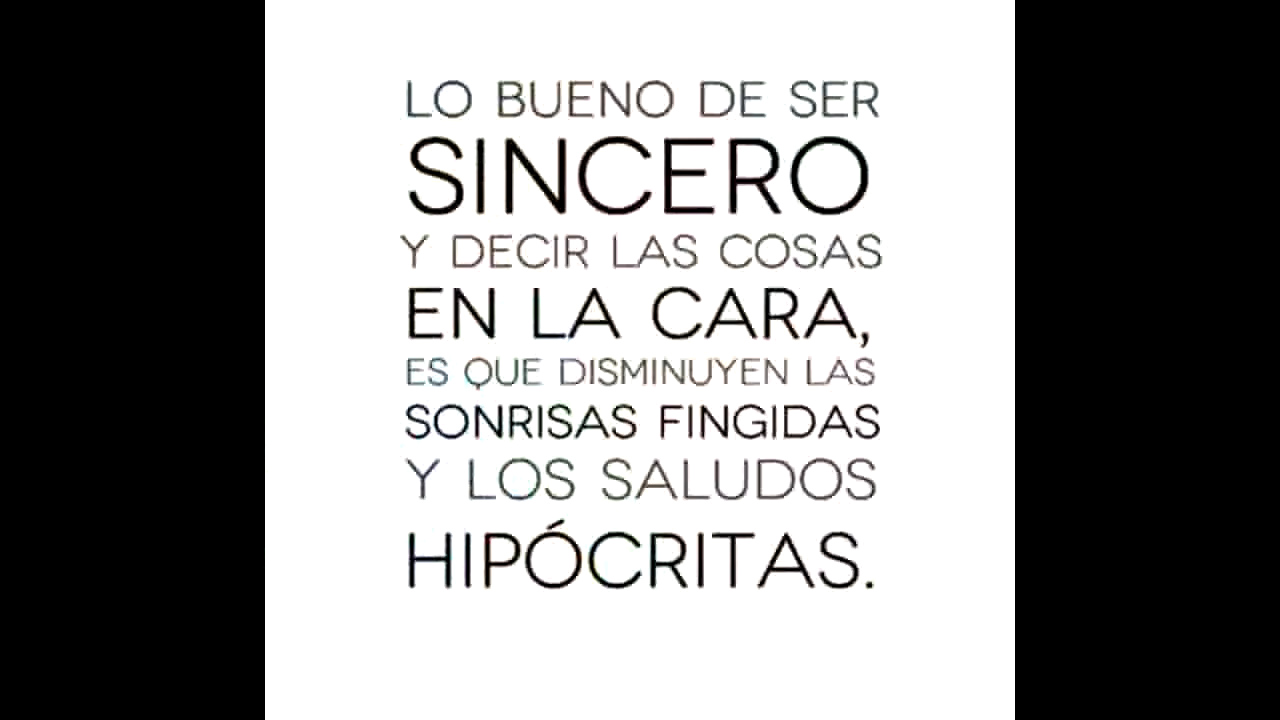 LO BUENO DE SER
SINCERO
Y DECIR LAS COSAS
EN LA CARA,
ES QUE DISMINUYEN LAS
SONRISAS FINGIDAS
Y LOS SALUDOS
HIPÓCRITAS.